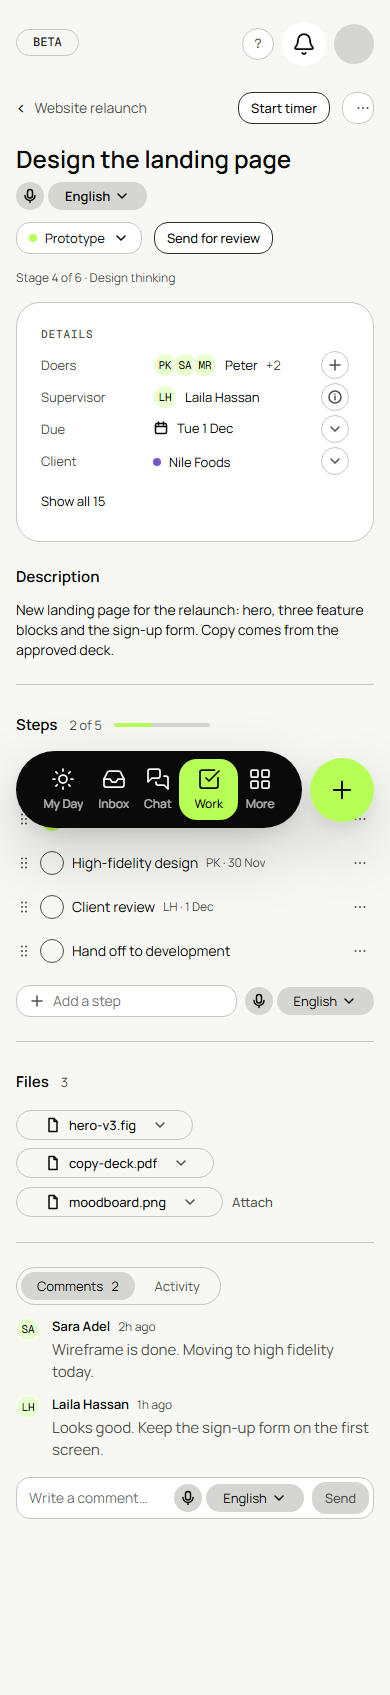 BETA
?
Website relaunch
Start timer
Design the landing page
English
Prototype
Send for review
Stage 4 of 6 · Design thinking
DETAILS
Doers PK SA MR Peter +2
Supervisor LH Laila Hassan
Due Tue 1 Dec
Client Nile Foods
Show all 15
Description
New landing page for the relaunch: hero, three feature
blocks and the sign-up form. Copy comes from the
approved deck.
Steps 2 of 5
My Day Inbox Chat Work More
High-fidelity design PK · 30 Nov
Client review LH · 1 Dec
Hand off to development
Add a step English
Files 3
hero-v3.fig
copy-deck.pdf
moodboard.png Attach
Comments 2 Activity
SA Sara Adel 2h ago
Wireframe is done. Moving to high fidelity
today.
LH Laila Hassan 1h ago
Looks good. Keep the sign-up form on the first
screen.
Write a comment... English Send